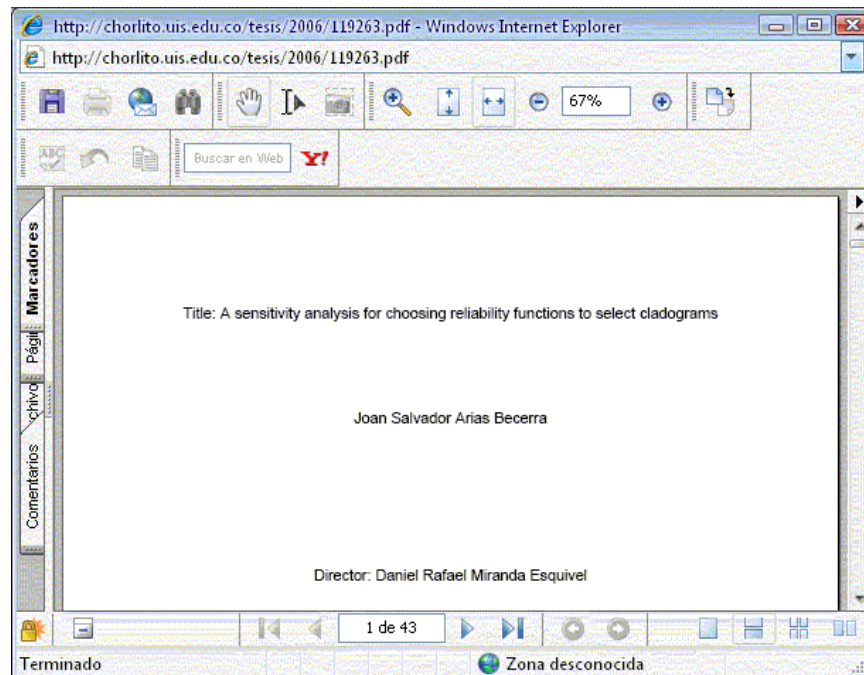 http://chorlito.uis.edu.co/tesis/2006/119263.pdf - Windows Internet Explorer
http://chorlito.uis.edu.co/tesis/2006/119263.pdf
67%
ABC
Buscar en Web Y!
Marcadores
Pági
chivo
Comentarios
Title: A sensitivity analysis for choosing reliability functions to select cladograms
Joan Salvador Arias Becerra
Director: Daniel Rafael Miranda Esquivel
1 de 43
Terminado
Zona desconocida